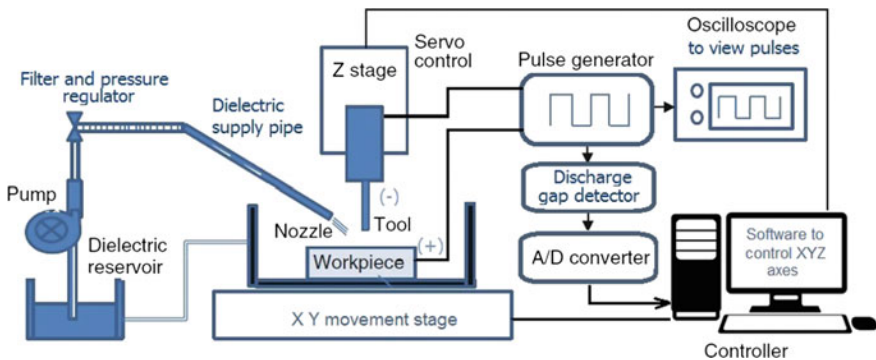 Filter and pressure
regulator
Dielectric
supply pipe
Z stage
Servo
control
Pulse generator
Oscilloscope
to view pulses
Pump
Dielectric
reservoir
Nozzle
(-)
Tool
(+)
Workpiece
X Y movement stage
Discharge
gap detector
A/D converter
Software to
control XYZ
axes
Controller